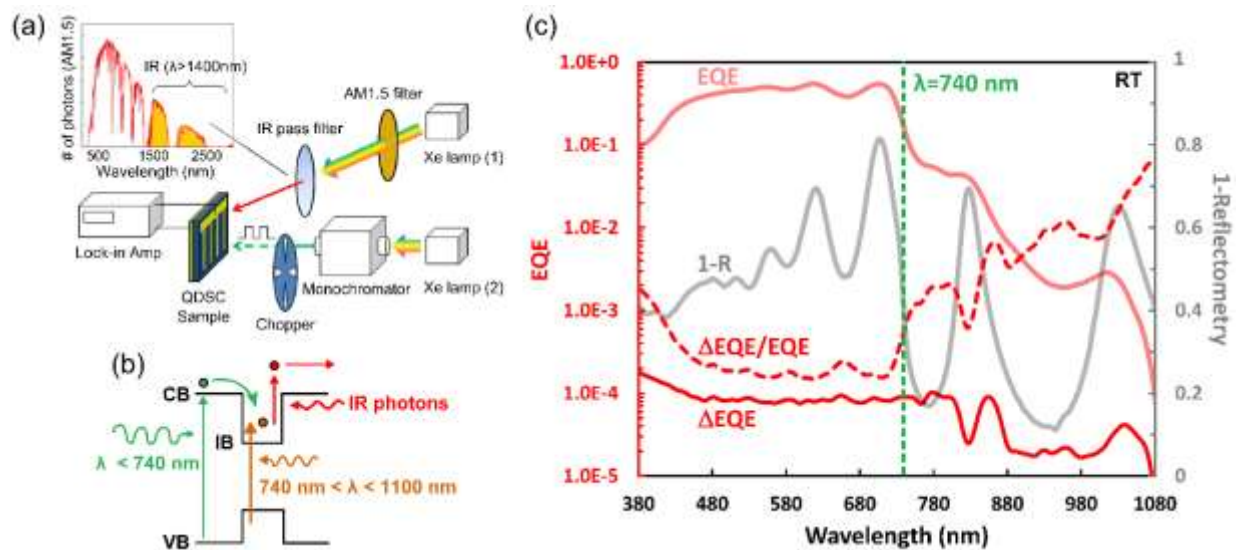 (a)
# of photons (AM1.5)
IR (λ>1400nm)
500 1500 2500
Wavelength (nm)
AM1.5 filter
IR pass filter
Xe lamp (1)
Lock-in Amp
QDSC
Sample
Chopper
Monochromator
Xe lamp (2)
(b)
CB
IB
VB
IR photons
λ < 740 nm
740 nm < λ < 1100 nm
(c)
EQE
1.0E+0
1.0E-1
1.0E-2
1.0E-3
1.0E-4
1.0E-5
EQE
λ=740 nm
RT
1-R
ΔEQE/EQE
ΔEQE
1
0.8
0.6
0.4
0.2
0
1-Reflectometry
380 480 580 680 780 880 980 1080
Wavelength (nm)